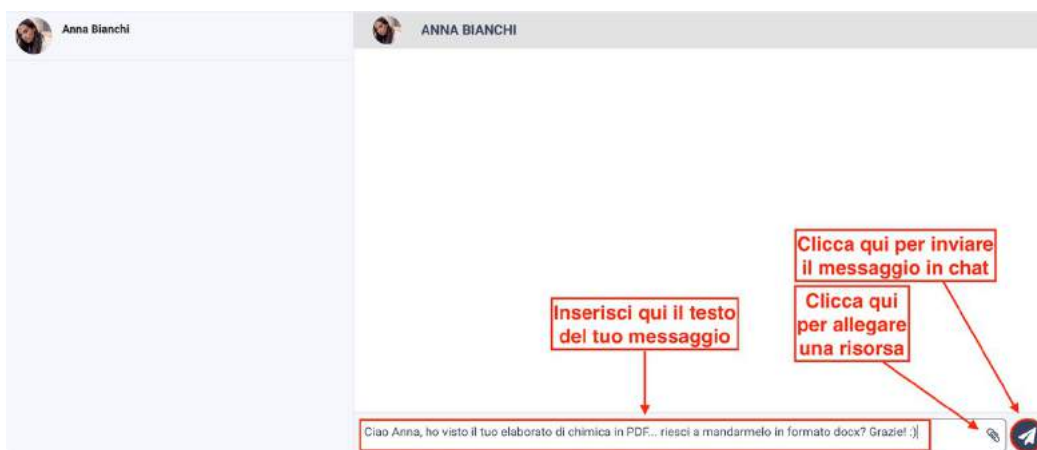 Anna Bianchi
ANNA BIANCHI
Clicca qui per inviare
il messaggio in chat
Clicca qui
per allegare
una risorsa
Inserisci qui il testo
del tuo messaggio
Ciao Anna, ho visto il tuo elaborato di chimica in PDF... riesci a mandarmelo in formato docx? Grazie! :)